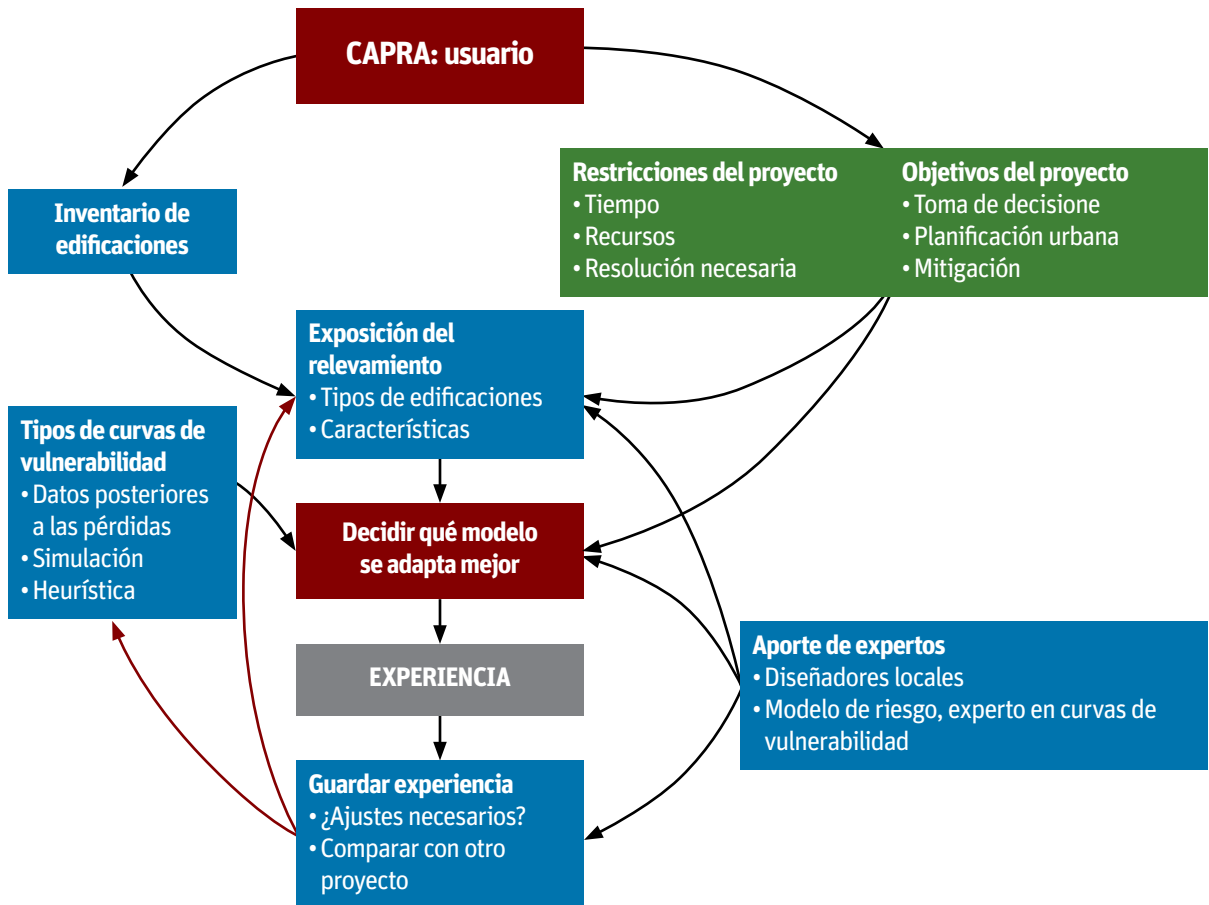 CAPRA: usuario
Restricciones del proyecto
• Tiempo
• Recursos
• Resolución necesaria
Objetivos del proyecto
• Toma de decisione
• Planificación urbana
• Mitigación
Inventario de
edificaciones
Exposición del
relevamiento
• Tipos de edificaciones
• Características
Tipos de curvas de
vulnerabilidad
• Datos posteriores
a las pérdidas
• Simulación
• Heurística
Decidir qué modelo
se adapta mejor
EXPERIENCIA
Aporte de expertos
• Diseñadores locales
• Modelo de riesgo, experto en curvas de
vulnerabilidad
Guardar experiencia
• ¿Ajustes necesarios?
• Comparar con otro
proyecto